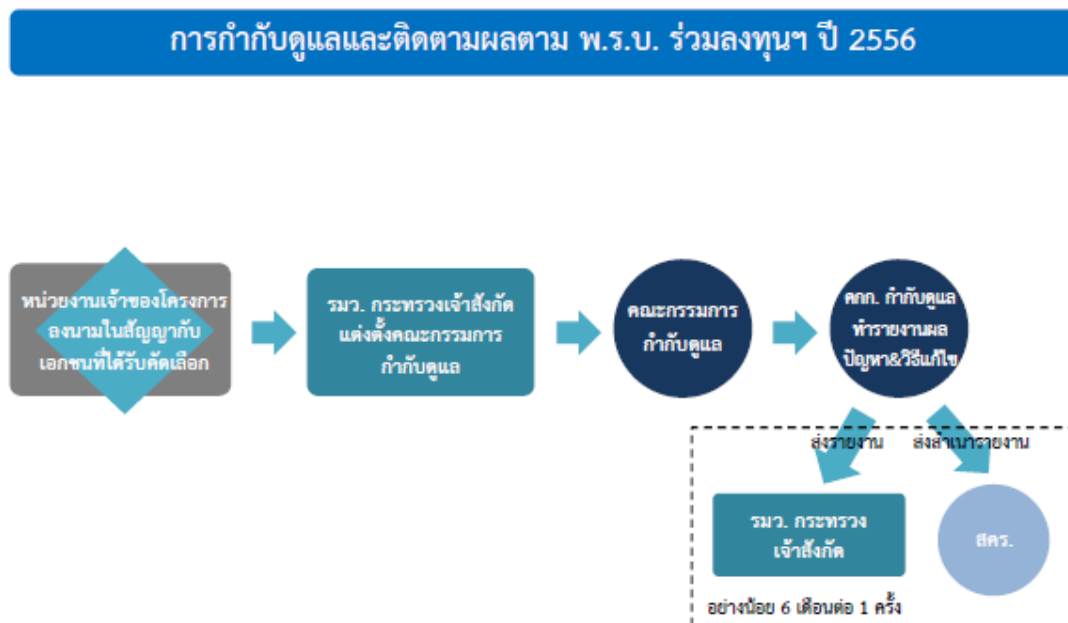 การกำกับดูแลและติดตามผลตาม พ.ร.บ. ร่วมลงทุนฯ ปี 2556
หน่วยงานเจ้าของโครงการ
ลงนามในสัญญากับ
เอกชนที่ได้รับคัดเลือก
รมว. กระทรวงเจ้าสังกัด
แต่งตั้งคณะกรรมการ
กำกับดูแล
คณะกรรมการ
กำกับดูแล
คกก. กำกับดูแล
ทำรายงานผล
ปัญหา&วิธีแก้ไข
ส่งรายงาน
ส่งสำเนารายงาน
รมว. กระทรวง
เจ้าสังกัด
สคร.
อย่างน้อย 6 เดือนต่อ 1 ครั้ง